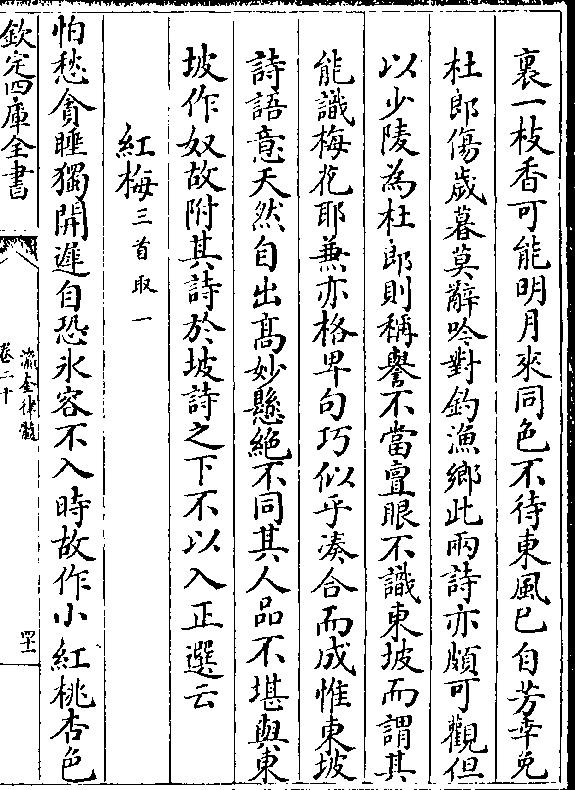 裏一枝香可能明月來同色不待東風已自芳幸免
杜郎傷歲暮莫辭吟對釣漁鄉此兩詩亦頗可觀但
以少陵為杜郎則稱譽不當亶眼不識東坡而謂其
能識梅花耶兼亦格卑句巧似乎湊合而成惟東坡
詩語意天然自出髙妙懸絶不同其人品不堪與東
坡作奴故附其詩於坡詩之下不以入正選云
紅梅三首取一
怕愁貪睡獨開遲自恐氷容不入時故作小紅桃杏色
欽定四庫全書
瀛奎律髓
卷二十